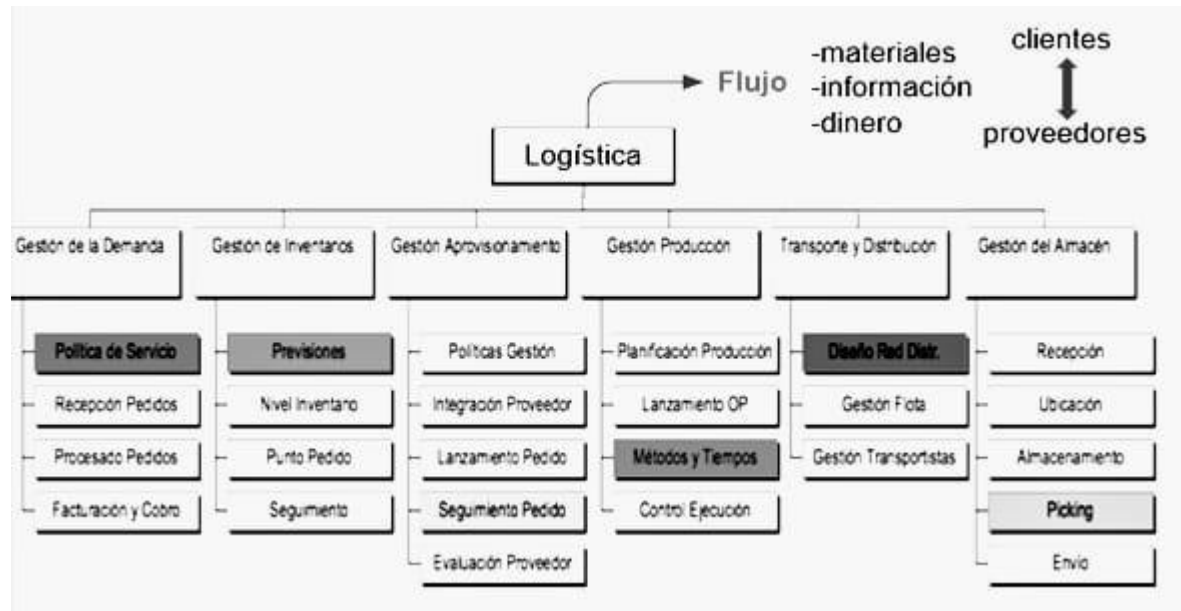 clientes
-materiales
Flujo -información
-dinero
proveedores
Logística
Gestión de la Demanda
Gestión de Inventarios
Gestión Aprovisionamiento
Gestión Producción
Transporte y Distribución
Gestión del Almacén
Política de Servicio
Recepción Pedidos
Procesado Pedidos
Facturación y Cobro
Previsiones
Nivel Inventario
Punto Pedido
Seguimiento
Políticas Gestión
Integración Proveedor
Lanzamiento Pedido
Seguimiento Pedido
Evaluación Proveedor
Planificación Producción
Lanzamiento OP
Métodos y Tiempos
Control Ejecución
Diseño Red Distr.
Gestión Flota
Gestión Transportistas
Recepción
Ubicación
Almacenamiento
Picking
Envío